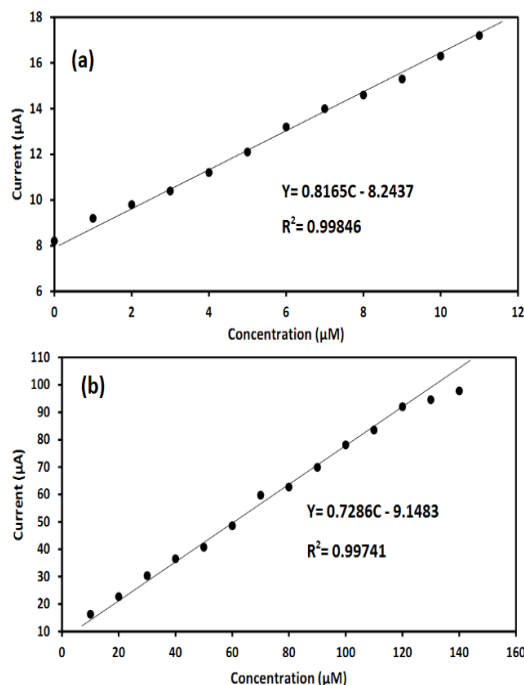 18
(a)
16
14
12
10
8
6
Current (µA)
Y= 0.8165C - 8.2437
R²= 0.99846
0 2 4 6 8 10 12
Concentration (µM)
110
(b)
100
90
80
70
60
50
40
30
20
10
Current (µA)
Y= 0.7286C - 9.1483
R²= 0.99741
0 20 40 60 80 100 120 140 160
Concentration (µM)